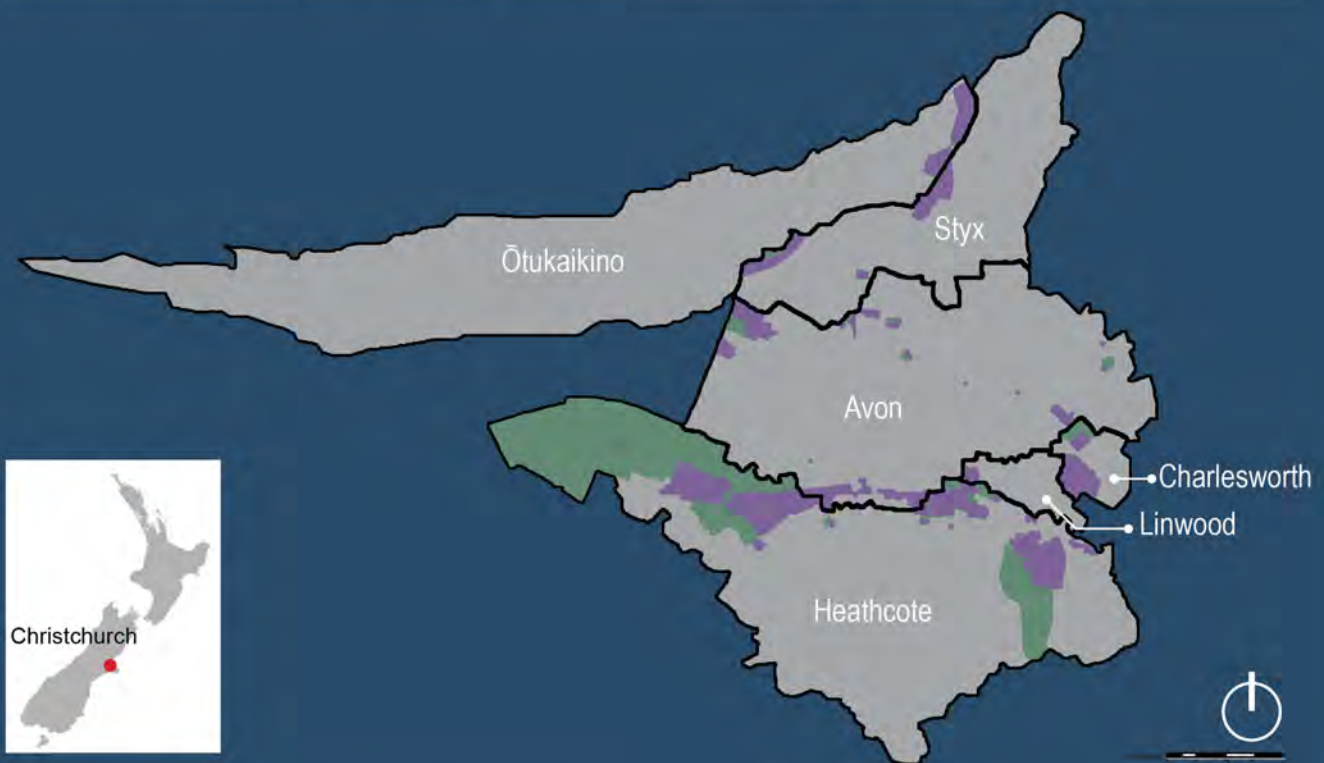 Ōtukaikino
Styx
Avon
Charlesworth
Linwood
Heathcote
Christchurch